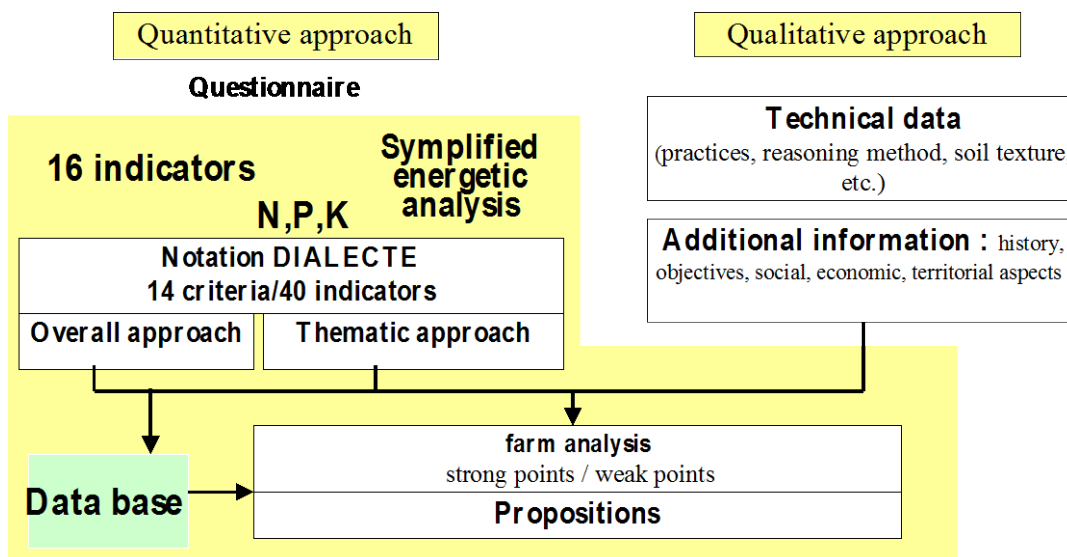 Quantitative approach
Qualitative approach
Questionnaire
16 indicators
Symplified
energetic
analysis
N,P,K
Notation DIALECTE
14 criteria/40 indicators
Overall approach
Thematic approach
Technical data
(practices, reasoning method, soil texture,
etc.)
Additional information : history,
objectives, social, economic, territorial aspects
Data base
farm analysis
strong points / weak points
Propositions